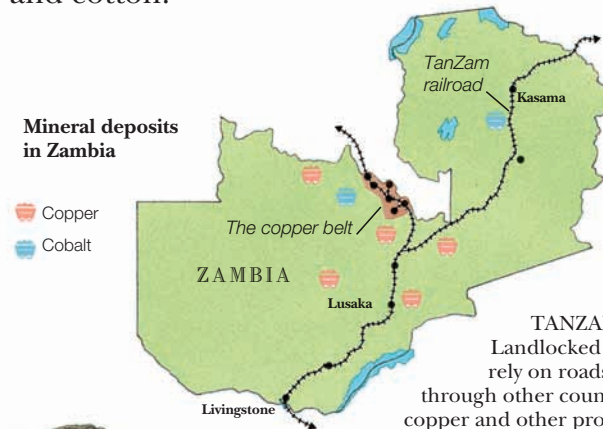 and cotton.
TanZam
railroad
Kasama
Mineral deposits
in Zambia
Copper
Cobalt
The copper belt
ZAMBIA
Lusaka
Livingstone
Landlocked
rely on roads
through other coun
copper and other pro